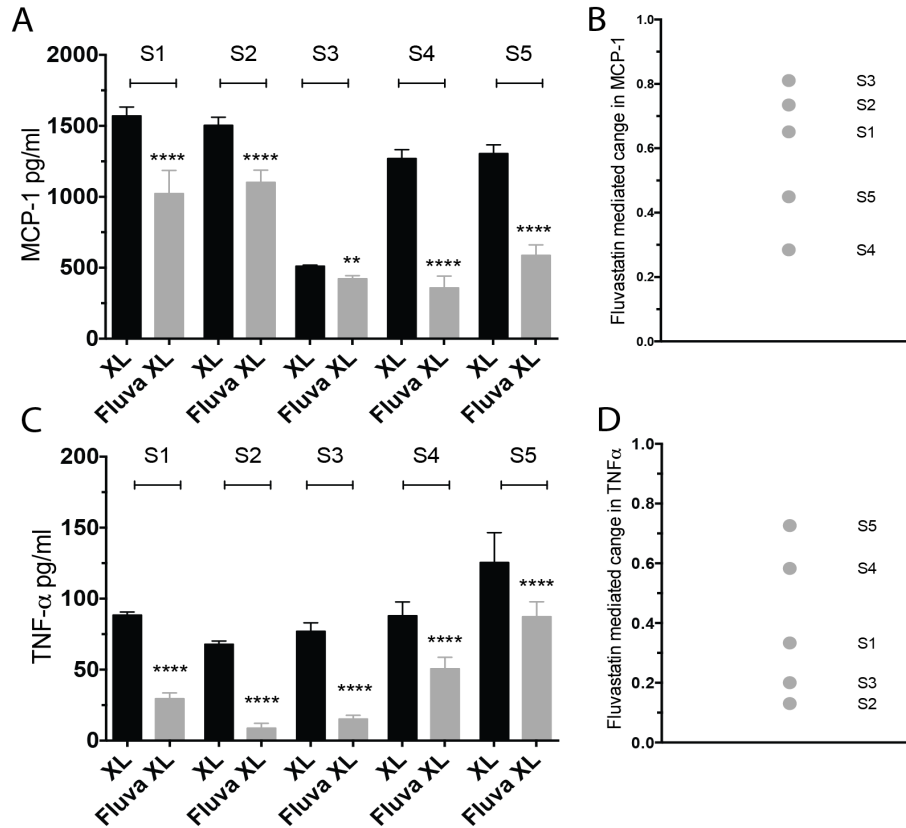 A
S1 S2 S3 S4 S5
2000
1500
1000
500
0
MCP-1 pg/ml
**** **** ** **** ****
XL Fluva XL XL Fluva XL XL Fluva XL XL Fluva XL XL Fluva XL
B
1.0
0.8
0.6
0.4
0.2
0.0
Fluvastatin mediated cange in MCP-1
S3
S2
S1
S5
S4
C
S1 S2 S3 S4 S5
200
150
100
50
0
TNF-α pg/ml
**** **** **** **** ****
XL Fluva XL XL Fluva XL XL Fluva XL XL Fluva XL XL Fluva XL
D
1.0
0.8
0.6
0.4
0.2
0.0
Fluvastatin mediated cange in TNFα
S5
S4
S1
S3
S2